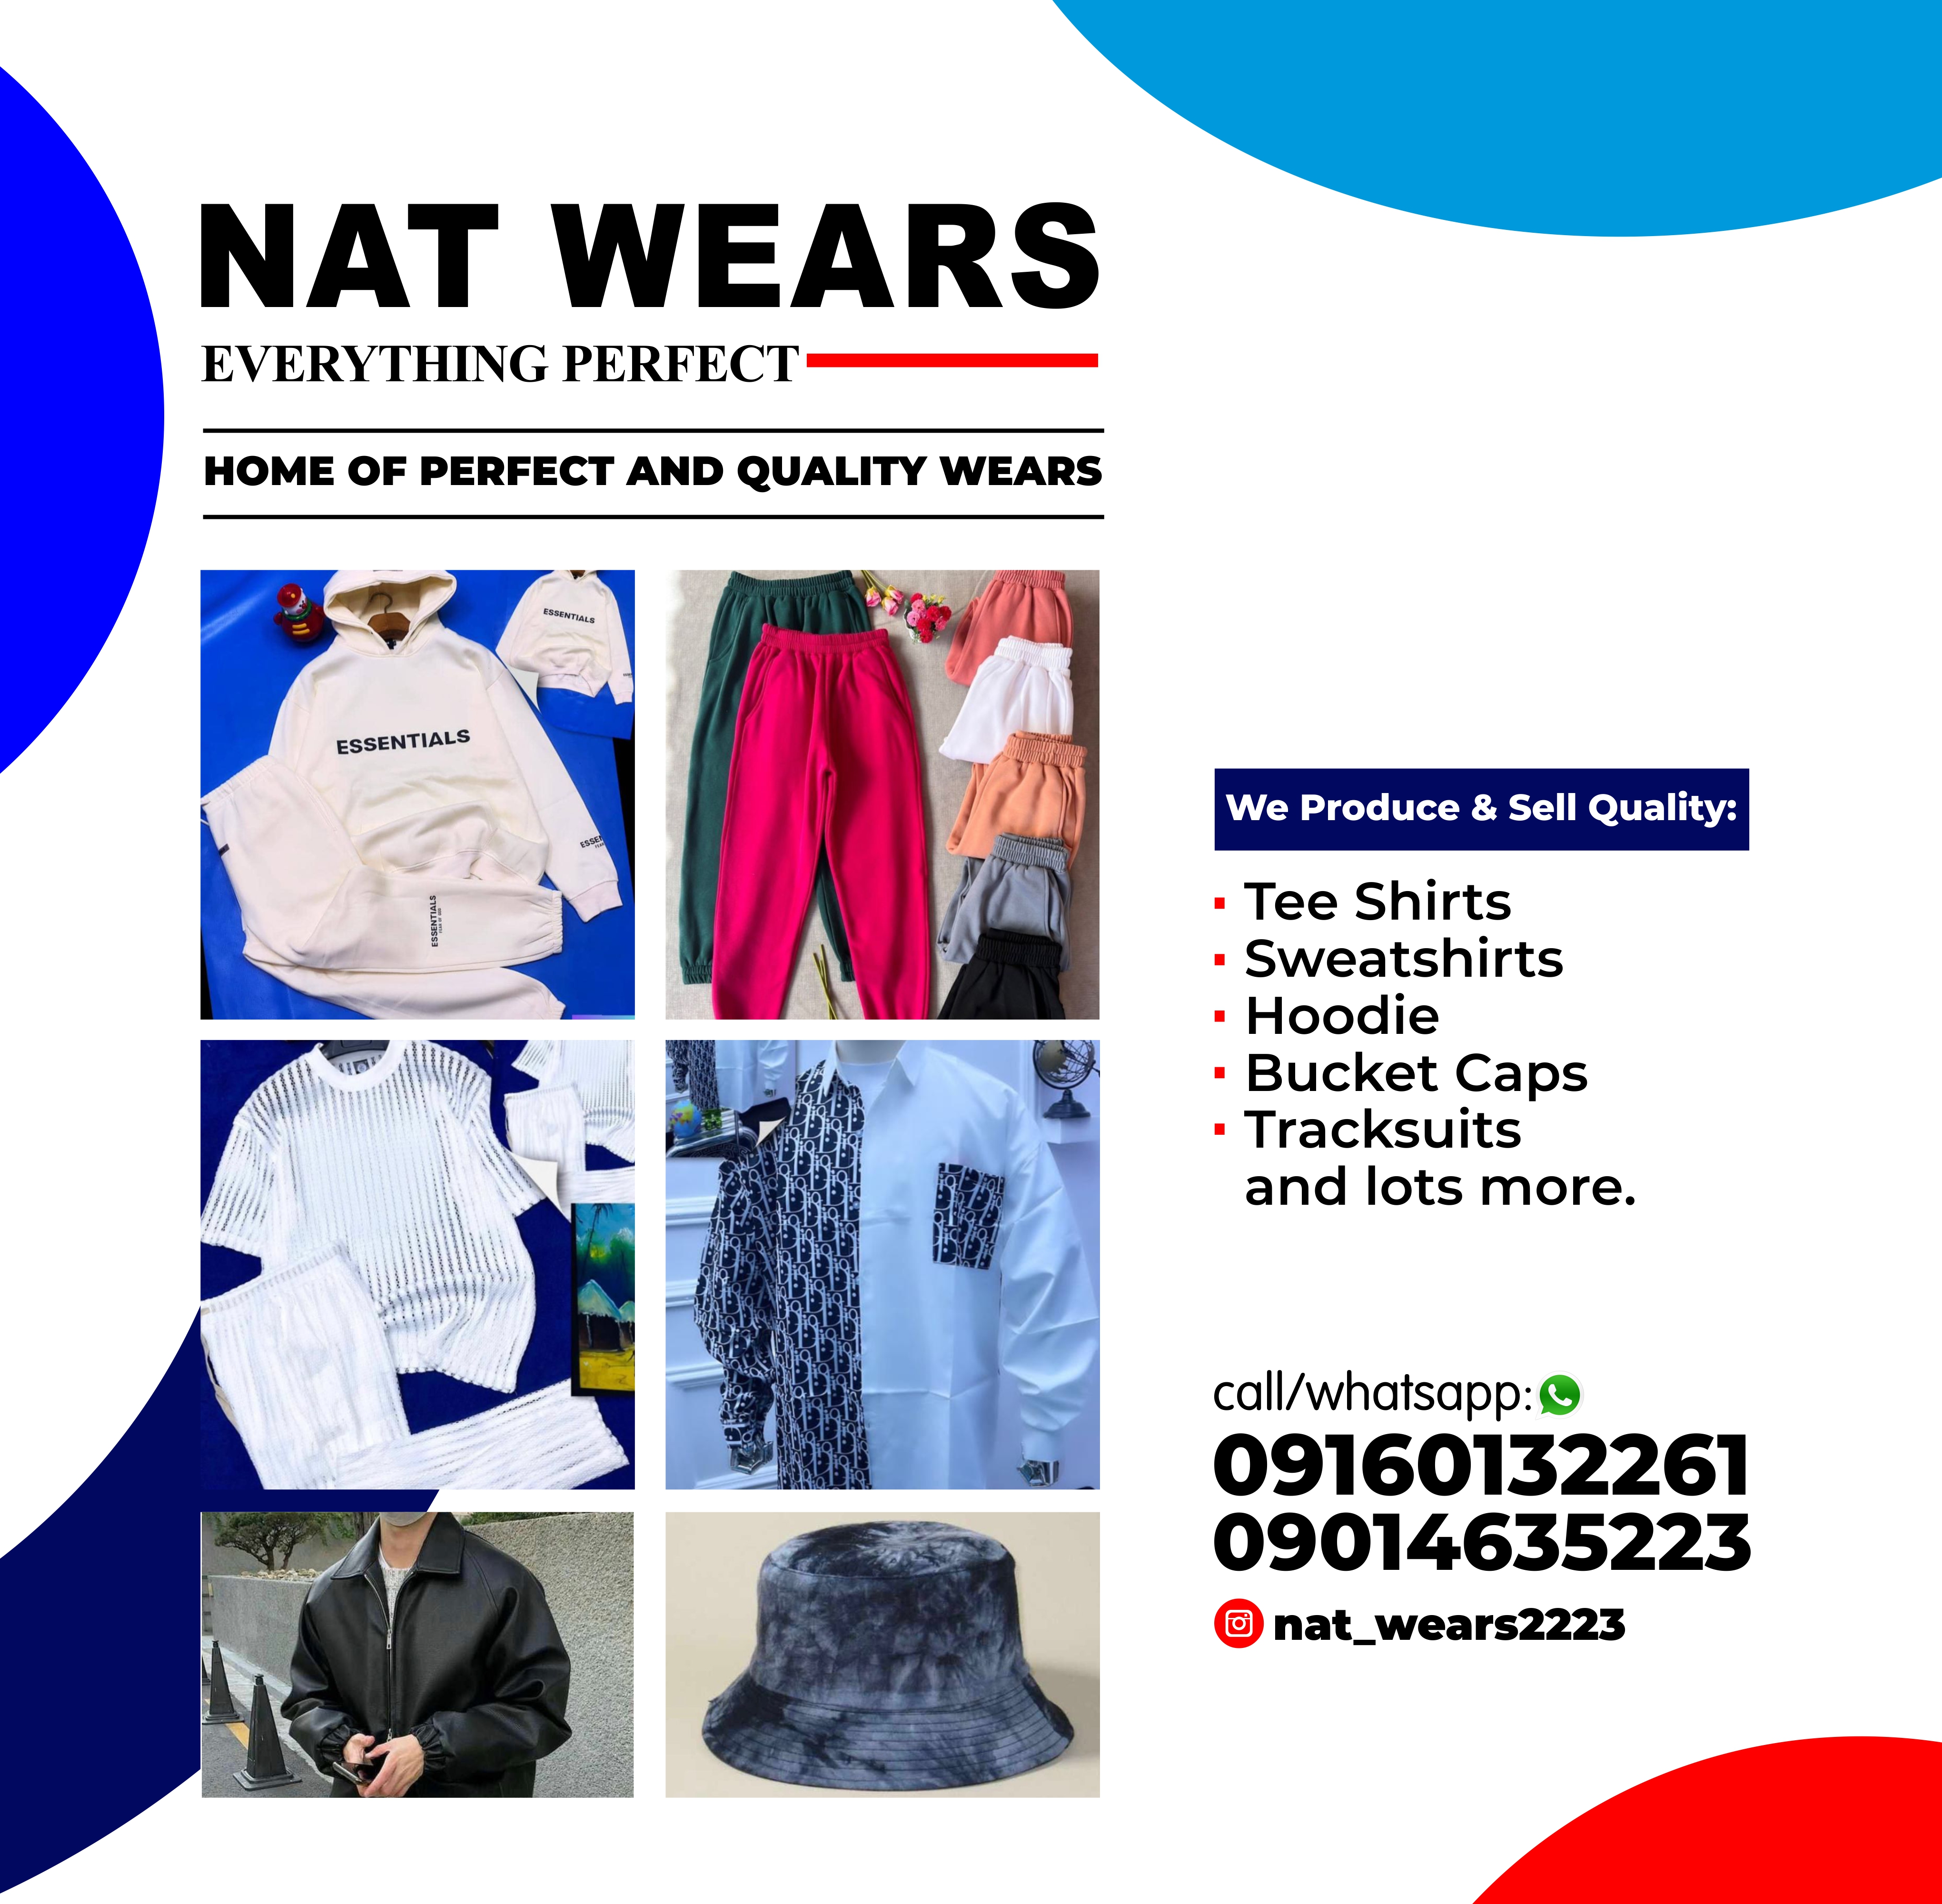 NAT WEARS
EVERYTHING PERFECT
HOME OF PERFECT AND QUALITY WEARS
ESSENTIALS
ESSENTIALS
ESSENTIALS
We Produce & Sell Quality:
Tee Shirts
Sweatshirts
Hoodie
Bucket Caps
Tracksuits
and lots more.
call/whatsapp:
09160132261
09014635223
nat_wears2223